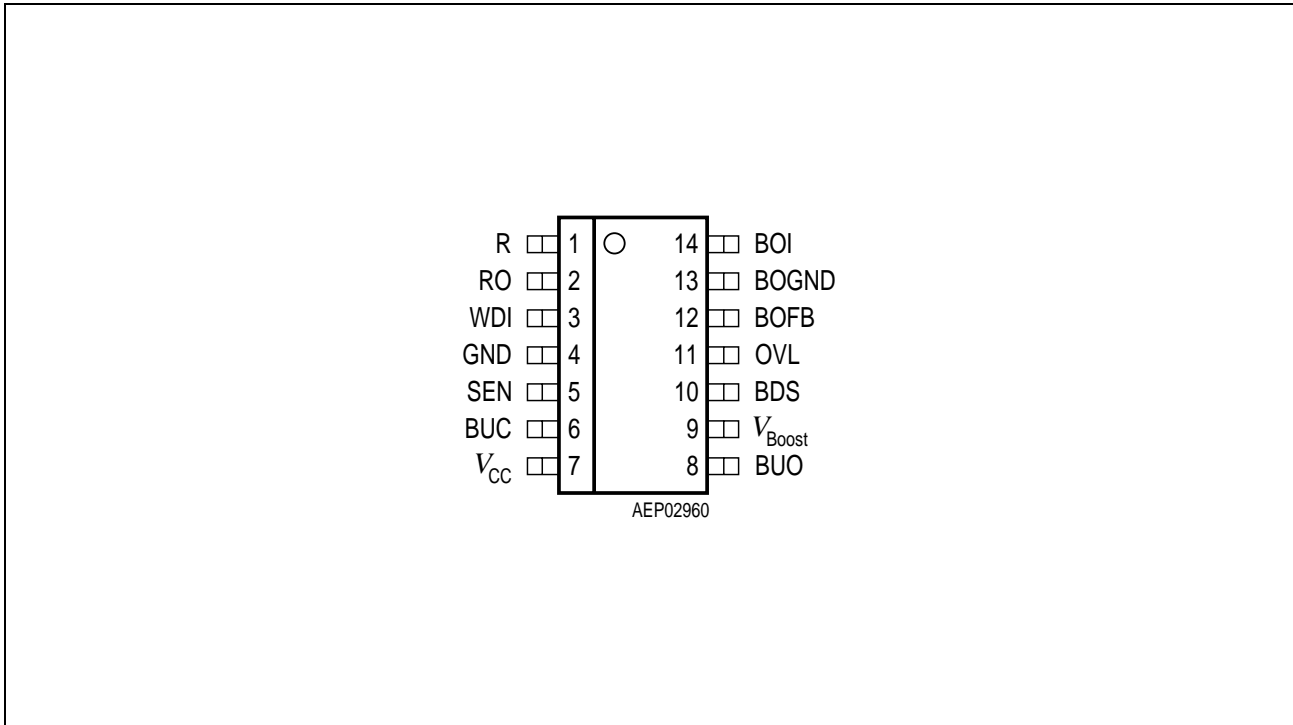 R 1 14 BOI
RO 2 13 BOGND
WDI 3 12 BOFB
GND 4 11 OVL
SEN 5 10 BDS
BUC 6 9 VBoost
VCC 7 8 BUO
AEP02960